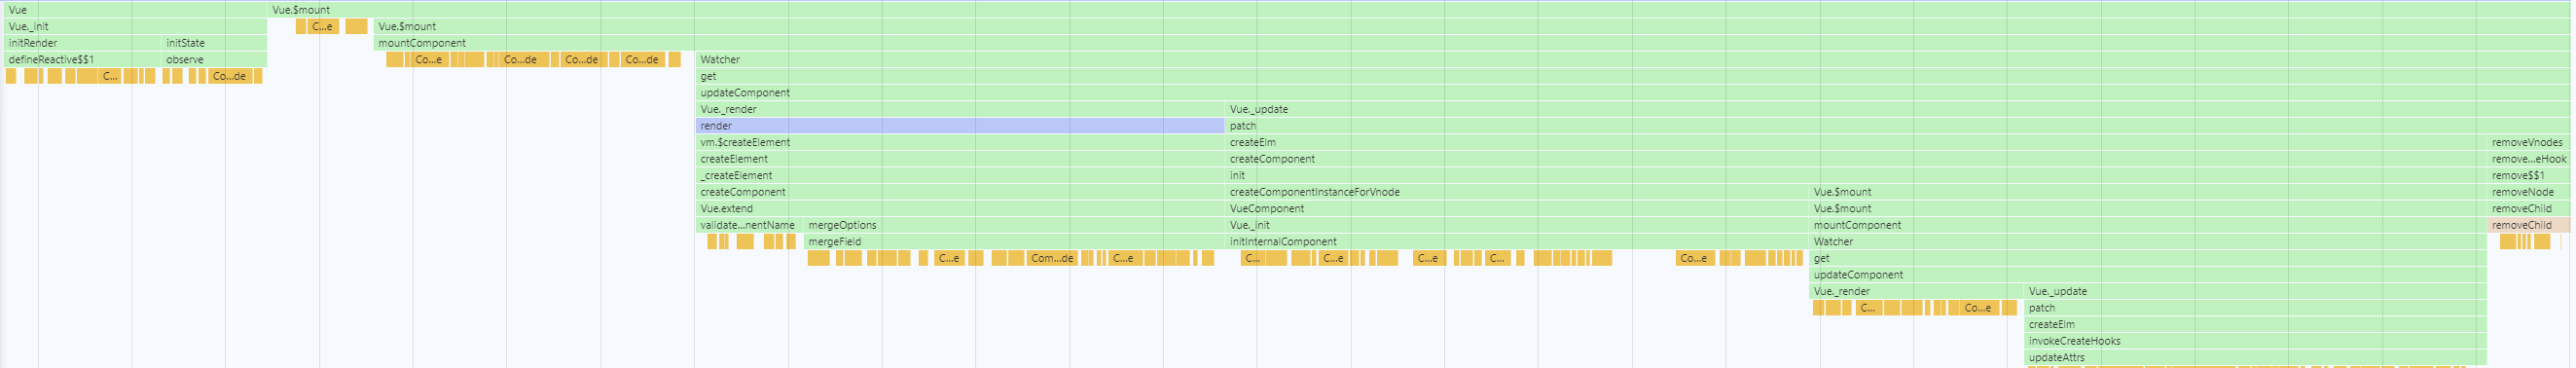 Vue Vue.$mount
Vue._init C...e Vue.$mount
initRender initState mountComponent
defineReactive$$1 observe Co...e Co...de Co...de Co...de Watcher
C... Co...de get
updateComponent
Vue._render Vue._update
render patch
vm.$createElement createElm removeVnodes
createElement createComponent remove...eHook
_createElement init remove$$1
createComponent createComponentInstanceForVnode Vue.$mount removeNode
Vue.extend VueComponent Vue.$mount removeChild
validate...nentName mergeOptions Vue._init mountComponent removeChild
mergeField initInternalComponent Watcher
C...e Com...de C...e C... C...e C...e C... Co...e get
updateComponent
Vue._render Vue._update
C... Co...e patch
createElm
invokeCreateHooks
updateAttrs